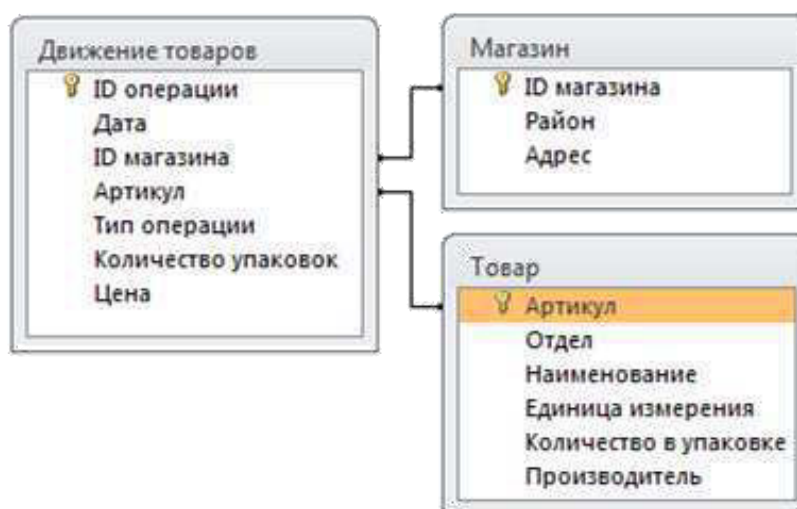 Движение товаров
ID операции
Дата
ID магазина
Артикул
Тип операции
Количество упаковок
Цена
Магазин
ID магазина
Район
Адрес
Товар
Артикул
Отдел
Наименование
Единица измерения
Количество в упаковке
Производитель